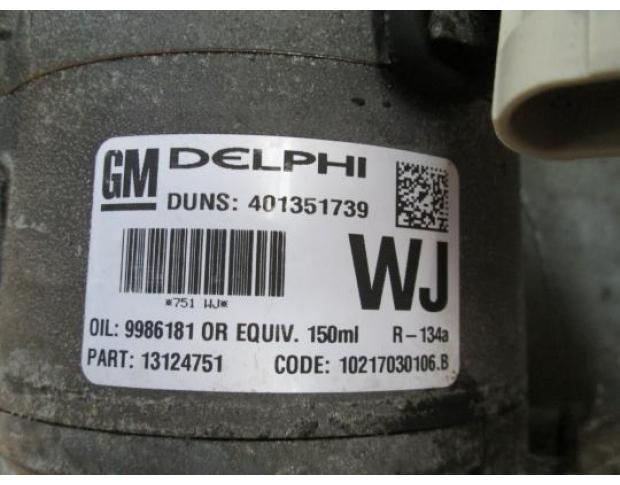 GM DELPHI
DUNS: 401351739
WJ
*751 WJ*
OIL: 9986181 OR EQUIV. 150ml R-134a
PART: 13124751 CODE: 10217030106.B